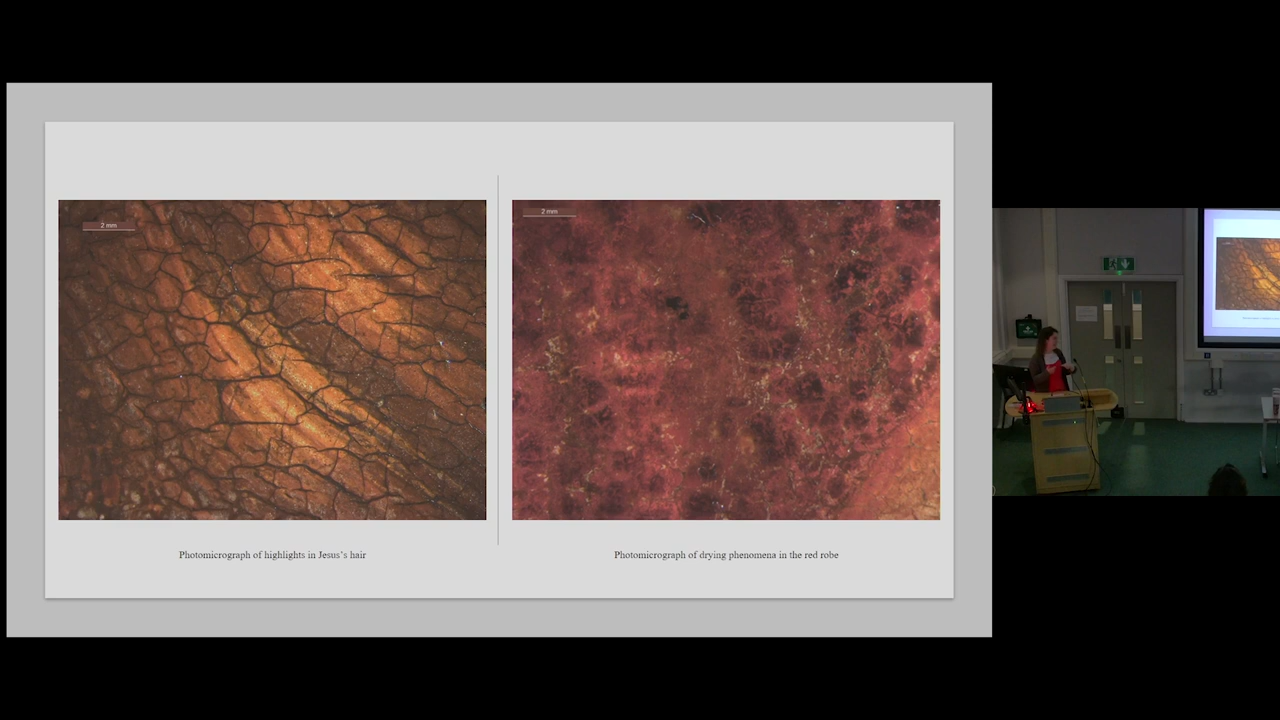 2 mm
2 mm
Photomicrograph of highlights in Jesus's hair
Photomicrograph of drying phenomena in the red robe